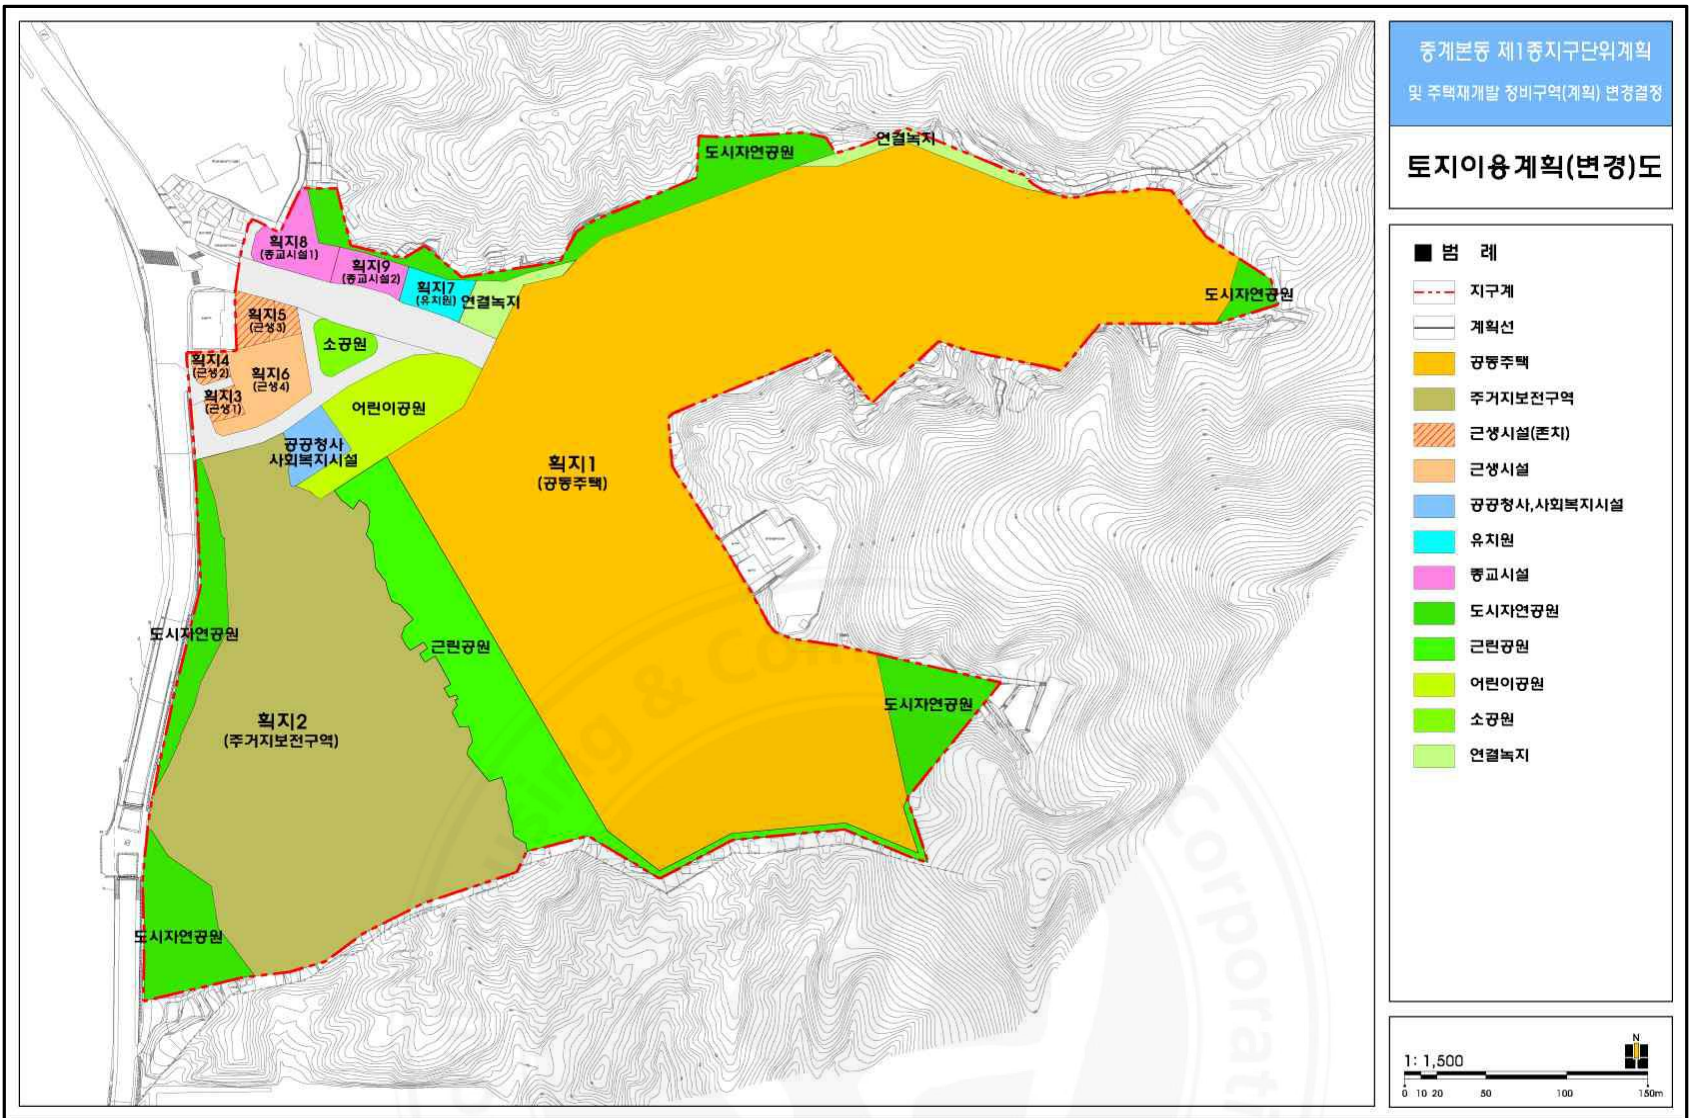 중계본동 제1종지구단위계획
및 주택재개발 정비구역(계획) 변경결정
토지이용계획(변경)도
■ 범 례
지구계
계획선
공동주택
주거지보전구역
근생시설(존치)
근생시설
공공청사,사회복지시설
유치원
종교시설
도시자연공원
근린공원
어린이공원
소공원
연결녹지
N
1: 1,500
0 10 20 50 100 150m
도시자연공원
연결녹지
획지8
(종교시설1)
획지9
(종교시설2)
획지7
(유치원)
연결녹지
도시자연공원
획지5
(근생3)
소공원
획지4
(근생2)
획지6
(근생4)
획지3
(근생1)
어린이공원
공공청사
사회복지시설
획지1
(공동주택)
도시자연공원
근린공원
도시자연공원
획지2
(주거지보전구역)
도시자연공원